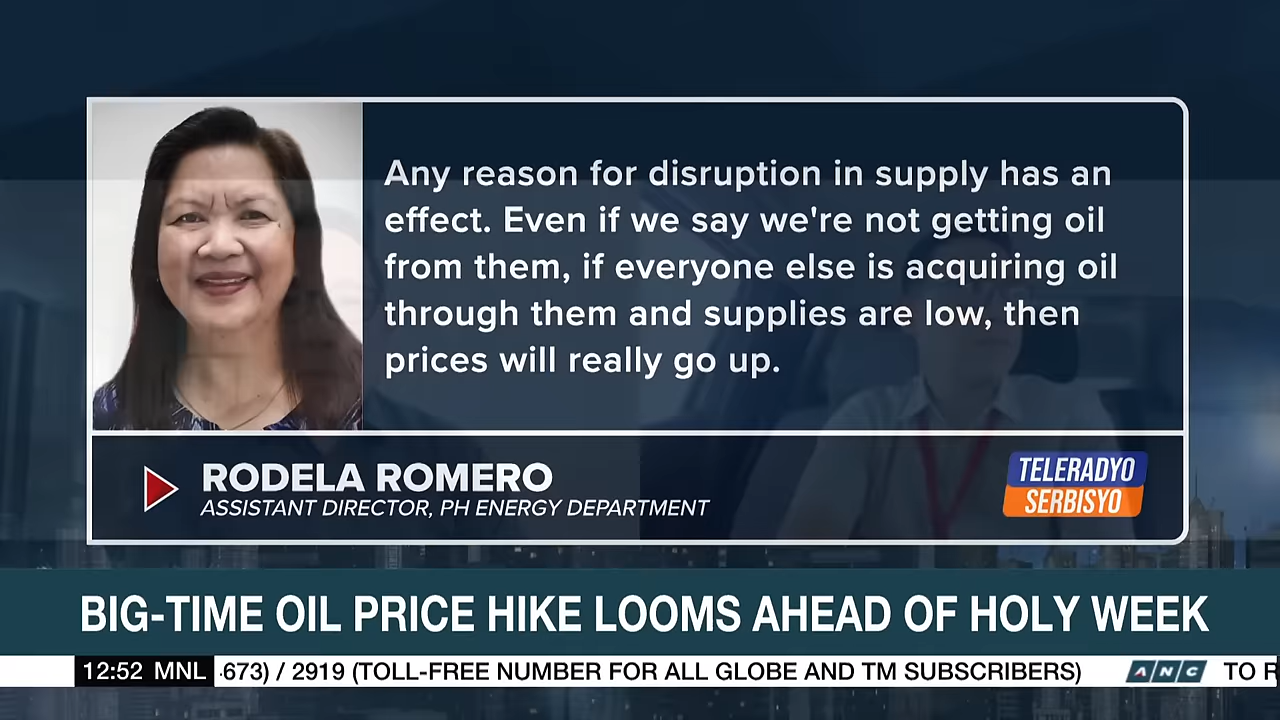 Any reason for disruption in supply has an
effect. Even if we say we're not getting oil
from them, if everyone else is acquiring oil
through them and supplies are low, then
prices will really go up.
RODELA ROMERO
ASSISTANT DIRECTOR, PH ENERGY DEPARTMENT
TELERADYO
SERBISYO
BIG-TIME OIL PRICE HIKE LOOMS AHEAD OF HOLY WEEK
12:52 MNL 673) / 2919 (TOLL-FREE NUMBER FOR ALL GLOBE AND TM SUBSCRIBERS) ANC TO